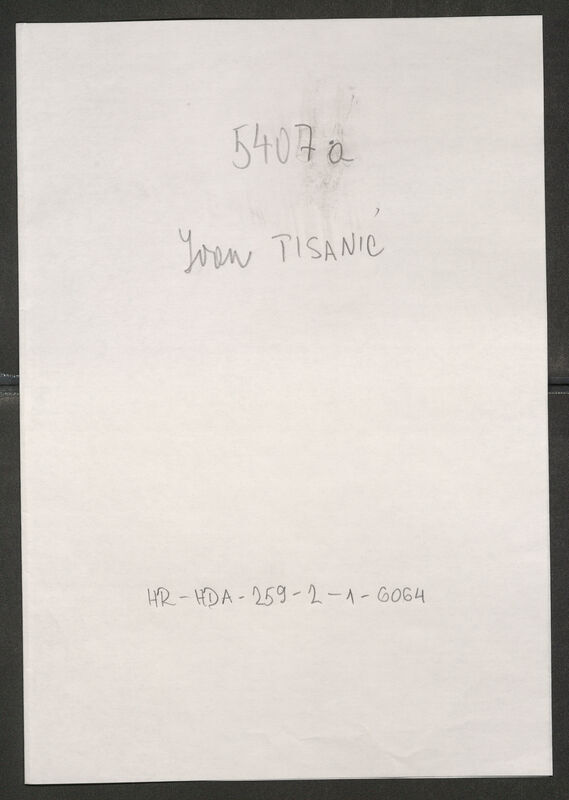 5407 a
Ivan TISANIĆ
HR-HDA-259-2-1-6064